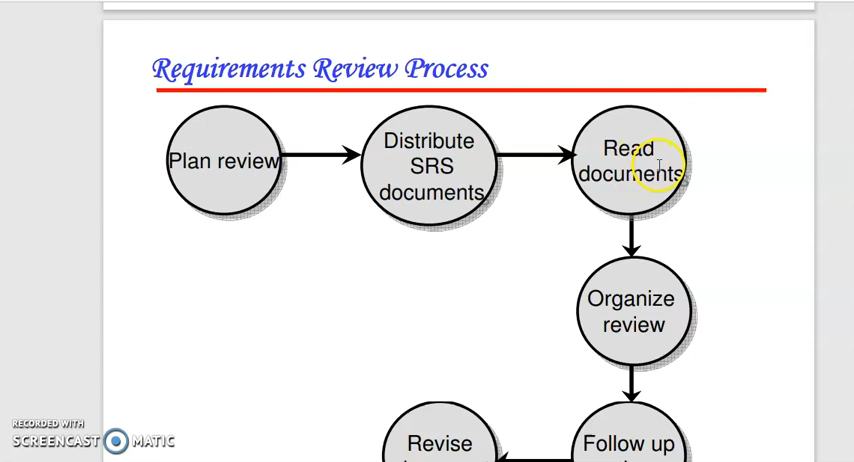 Requirements Review Process
Plan review
Distribute
SRS
documents
Read
documents
Organize
review
Revise
Follow up
RECORDED WITH
SCREENCAST MATIC